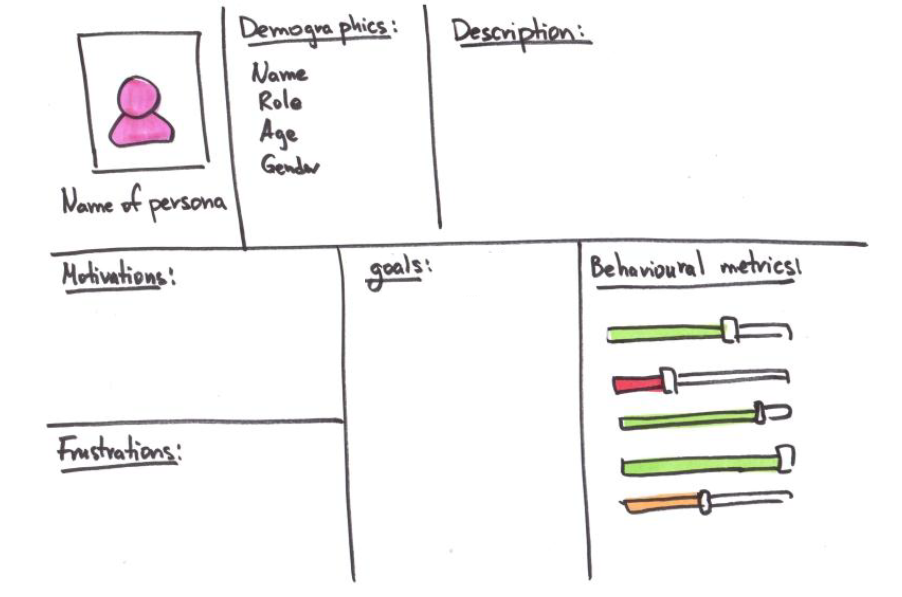 Name of persona
Demographics:
Name
Role
Age
Gender
Description:
Motivations:
Frustrations:
goals:
Behavioural metrics: